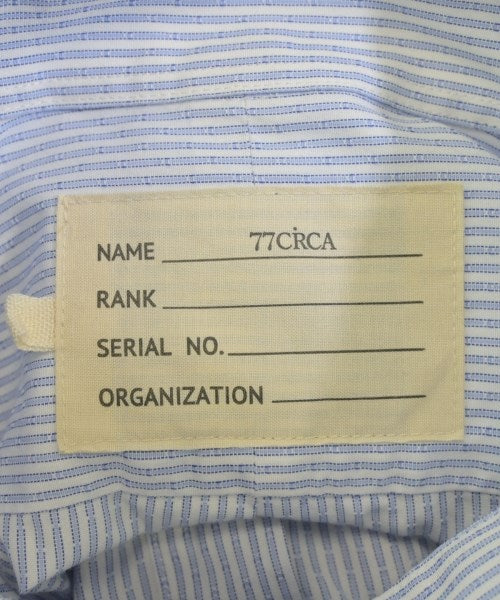 NAME 77CIRCA
RANK
SERIAL NO.
ORGANIZATION